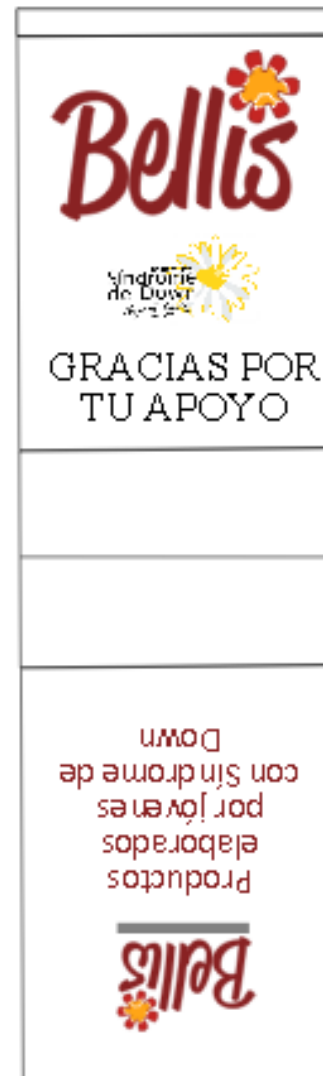 Bellis
Síndrome
de Down
GRACIAS POR
TU APOYO
Bellis
Productos
elaborados
por jóvenes
con Síndrome de
Down